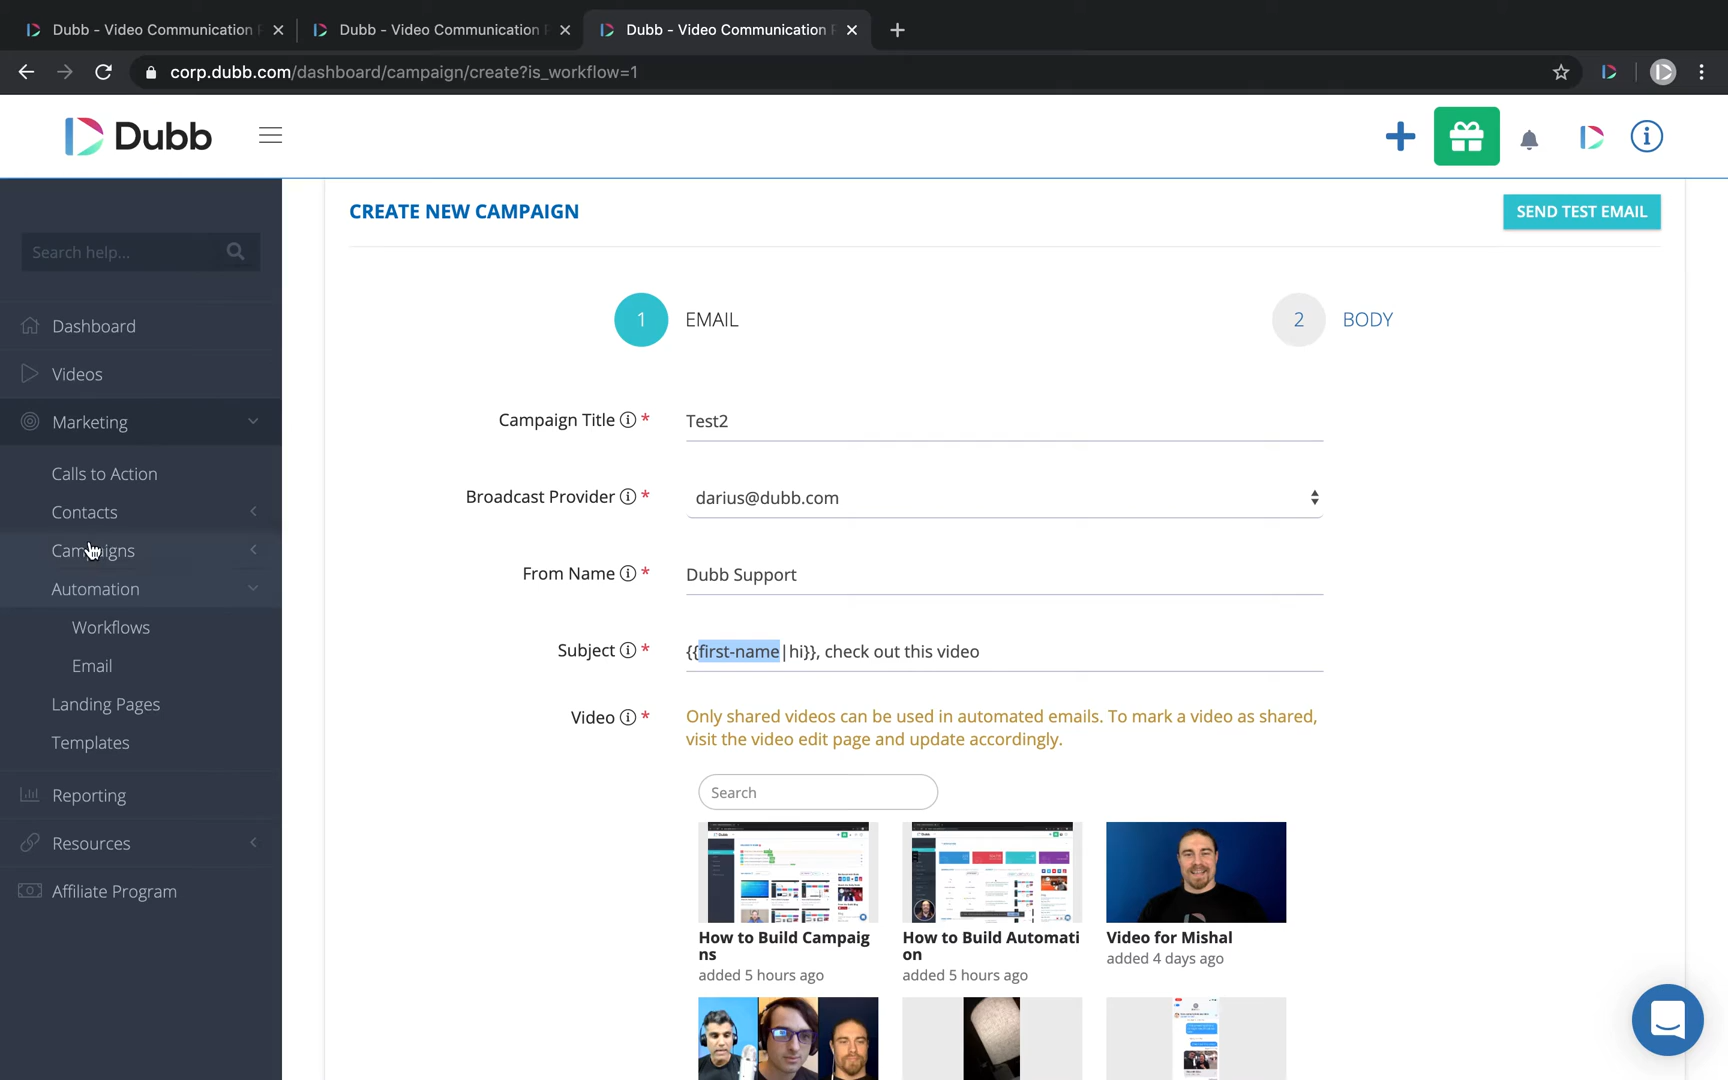 Dubb - Video Communication
Dubb - Video Communication
Dubb - Video Communication
corp.dubb.com/dashboard/campaign/create?is_workflow=1
Dubb
CREATE NEW CAMPAIGN
SEND TEST EMAIL
Search help...
Dashboard
Videos
Marketing
Calls to Action
Contacts
Campaigns
Automation
Workflows
Email
Landing Pages
Templates
Reporting
Resources
Affiliate Program
1 EMAIL
2 BODY
Campaign Title * Test2
Broadcast Provider * darius@dubb.com
From Name * Dubb Support
Subject * {{first-name|hi}}, check out this video
Video * Only shared videos can be used in automated emails. To mark a video as shared,
visit the video edit page and update accordingly.
Search
How to Build Campaig
ns
added 5 hours ago
How to Build Automati
on
added 5 hours ago
Video for Mishal
added 4 days ago